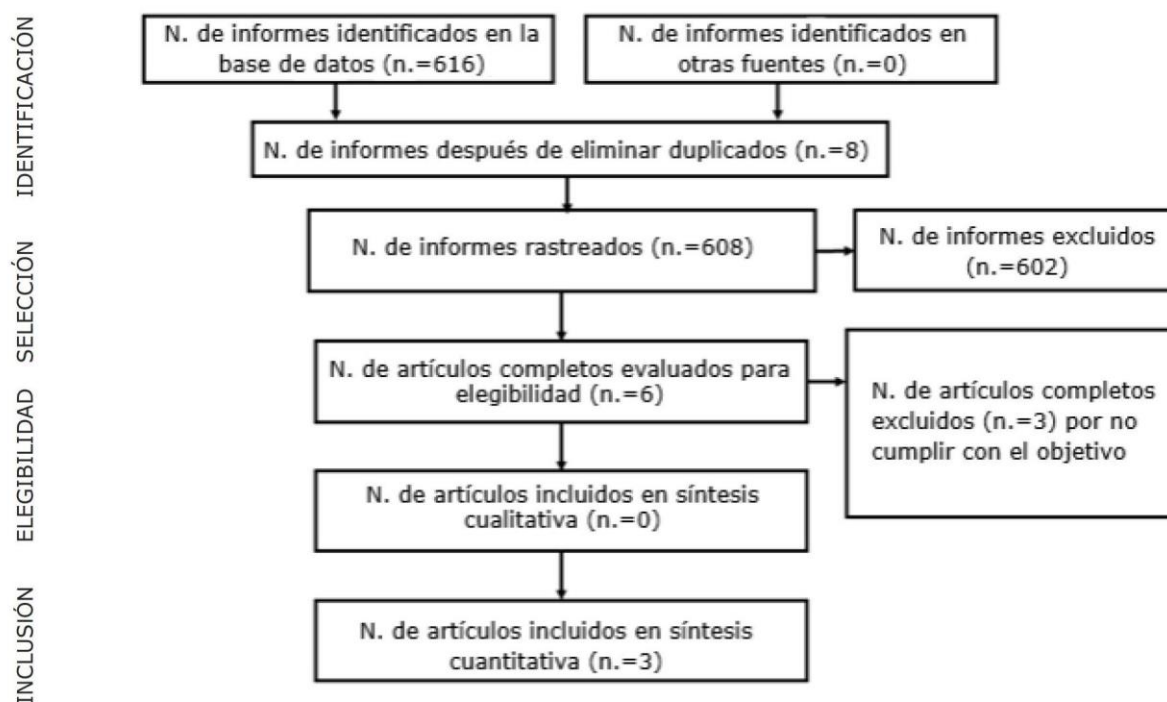 IDENTIFICACIÓN
N. de informes identificados en la
base de datos (n.=616)
N. de informes identificados en
otras fuentes (n.=0)
N. de informes después de eliminar duplicados (n.=8)
SELECCIÓN
N. de informes rastreados (n.=608)
N. de informes excluidos
(n.=602)
ELEGIBILIDAD
N. de artículos completos evaluados para
elegibilidad (n.=6)
N. de artículos completos
excluidos (n.=3) por no
cumplir con el objetivo
N. de artículos incluidos en síntesis
cualitativa (n.=0)
INCLUSIÓN
N. de artículos incluidos en síntesis
cuantitativa (n.=3)